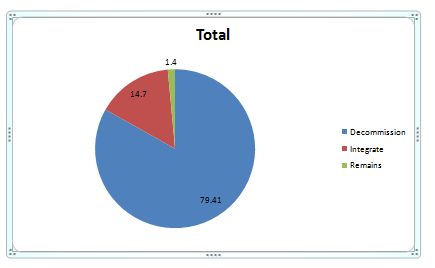 Total
1.4
14.7
79.41
Decommission
Integrate
Remains